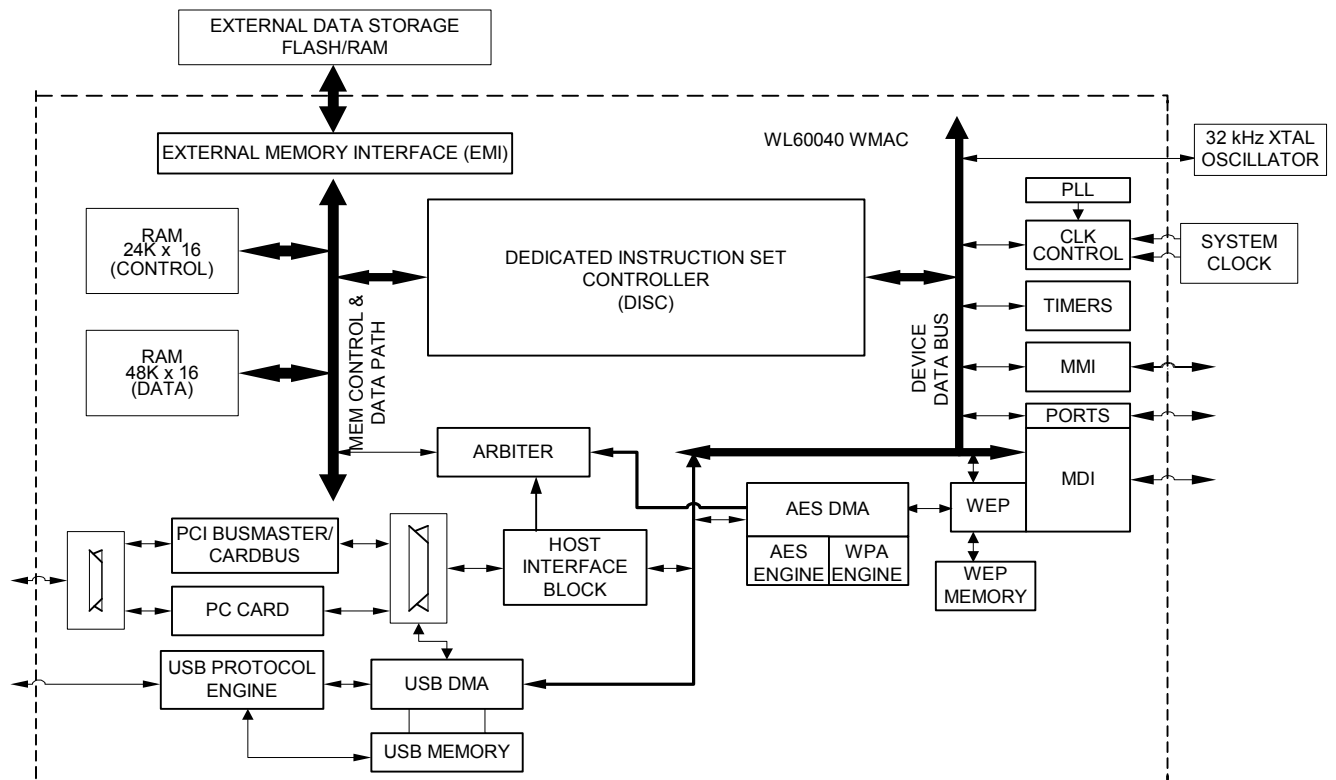 EXTERNAL DATA STORAGE
FLASH/RAM
EXTERNAL MEMORY INTERFACE (EMI)
WL60040 WMAC
32 kHz XTAL
OSCILLATOR
PLL
CLK
CONTROL
SYSTEM
CLOCK
RAM
24K x 16
(CONTROL)
DEDICATED INSTRUCTION SET
CONTROLLER
(DISC)
TIMERS
RAM
48K x 16
(DATA)
MEM CONTROL &
DATA PATH
DEVICE
DATA BUS
MMI
PORTS
MDI
ARBITER
AES DMA
WEP
AES
ENGINE
WPA
ENGINE
WEP
MEMORY
PCI BUSMASTER/
CARDBUS
HOST
INTERFACE
BLOCK
PC CARD
USB PROTOCOL
ENGINE
USB DMA
USB MEMORY